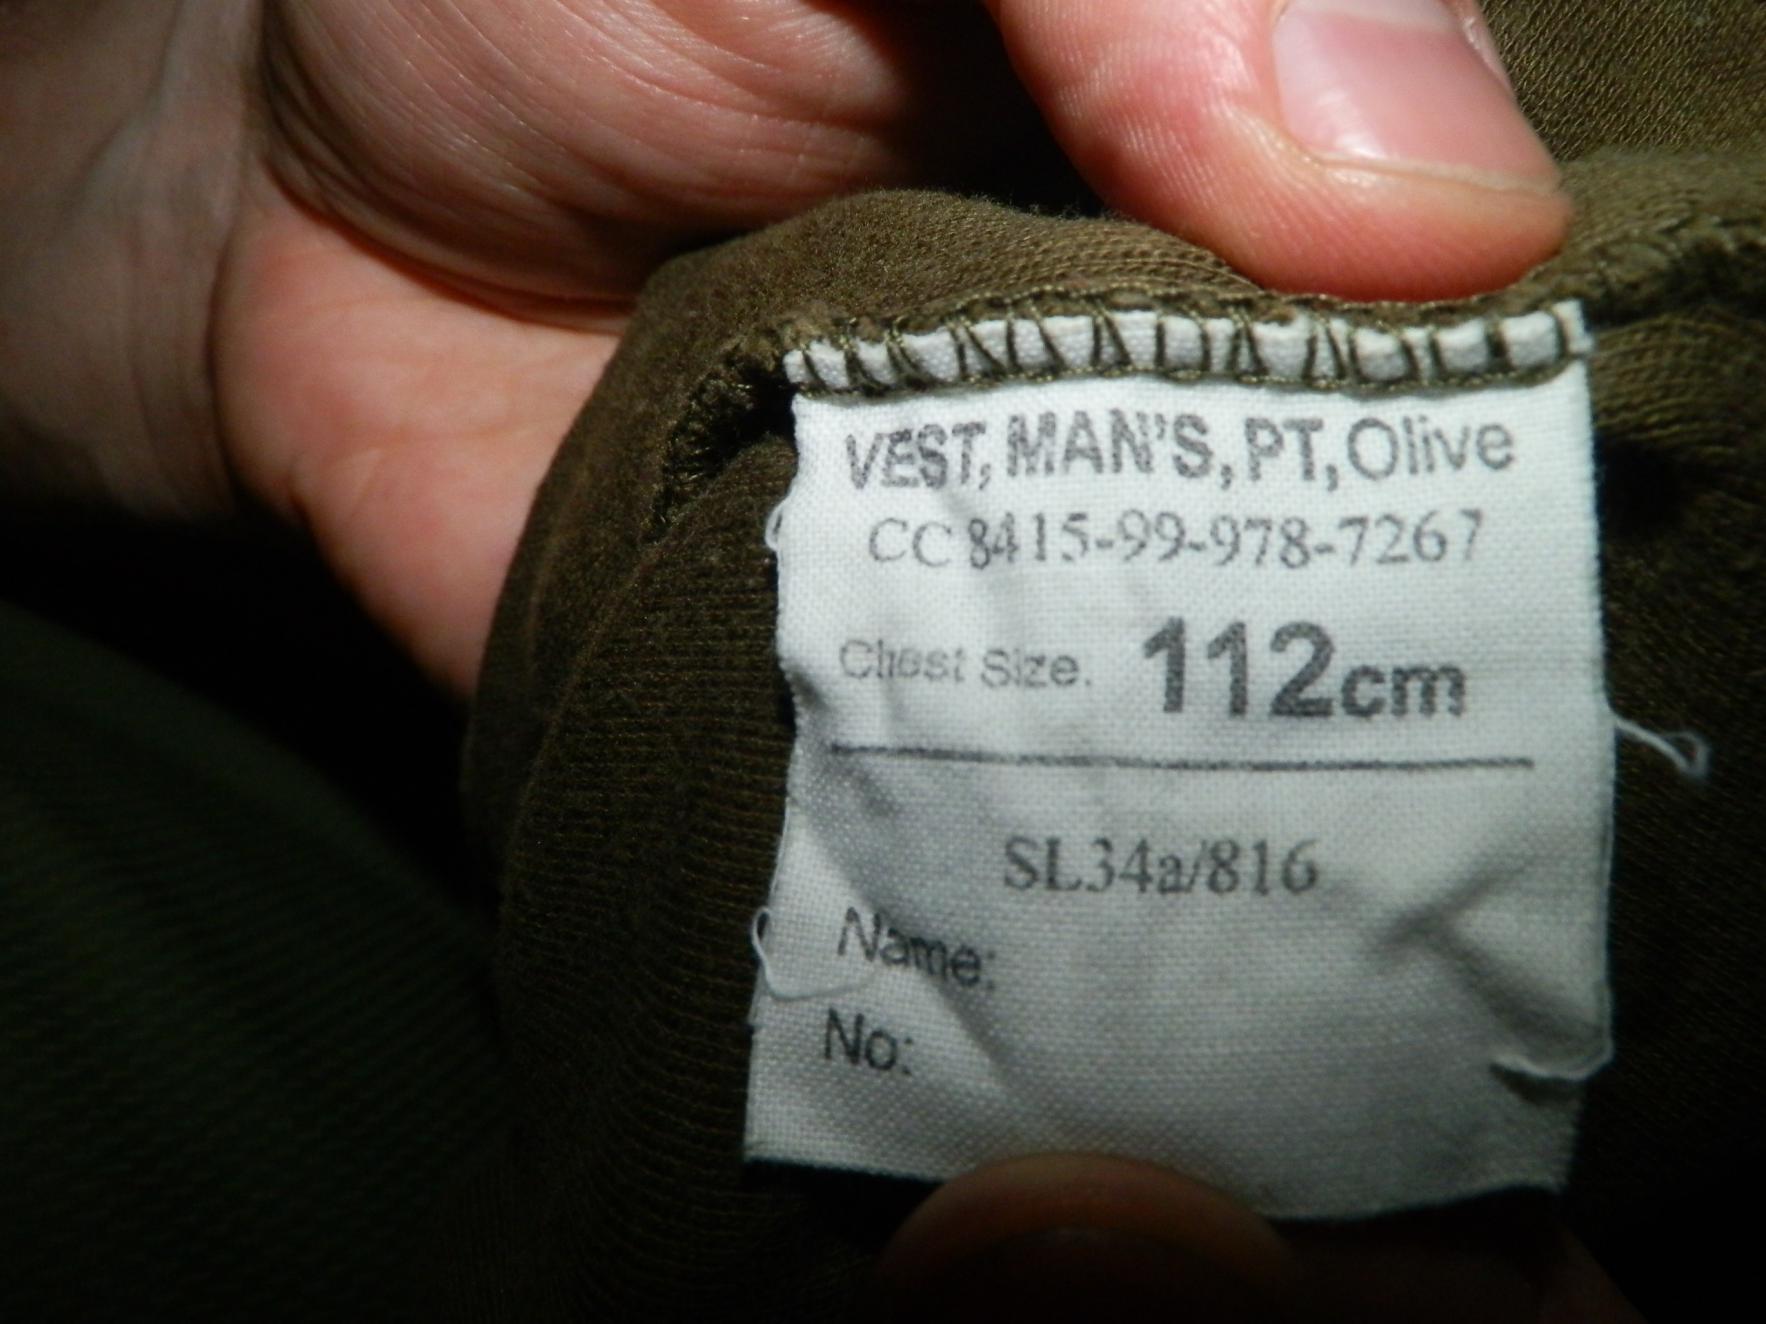 VEST, MAN'S, PT, Olive
CC 8415-99-978-7267
Chest Size. 112cm
SL34a/816
Name:
No: